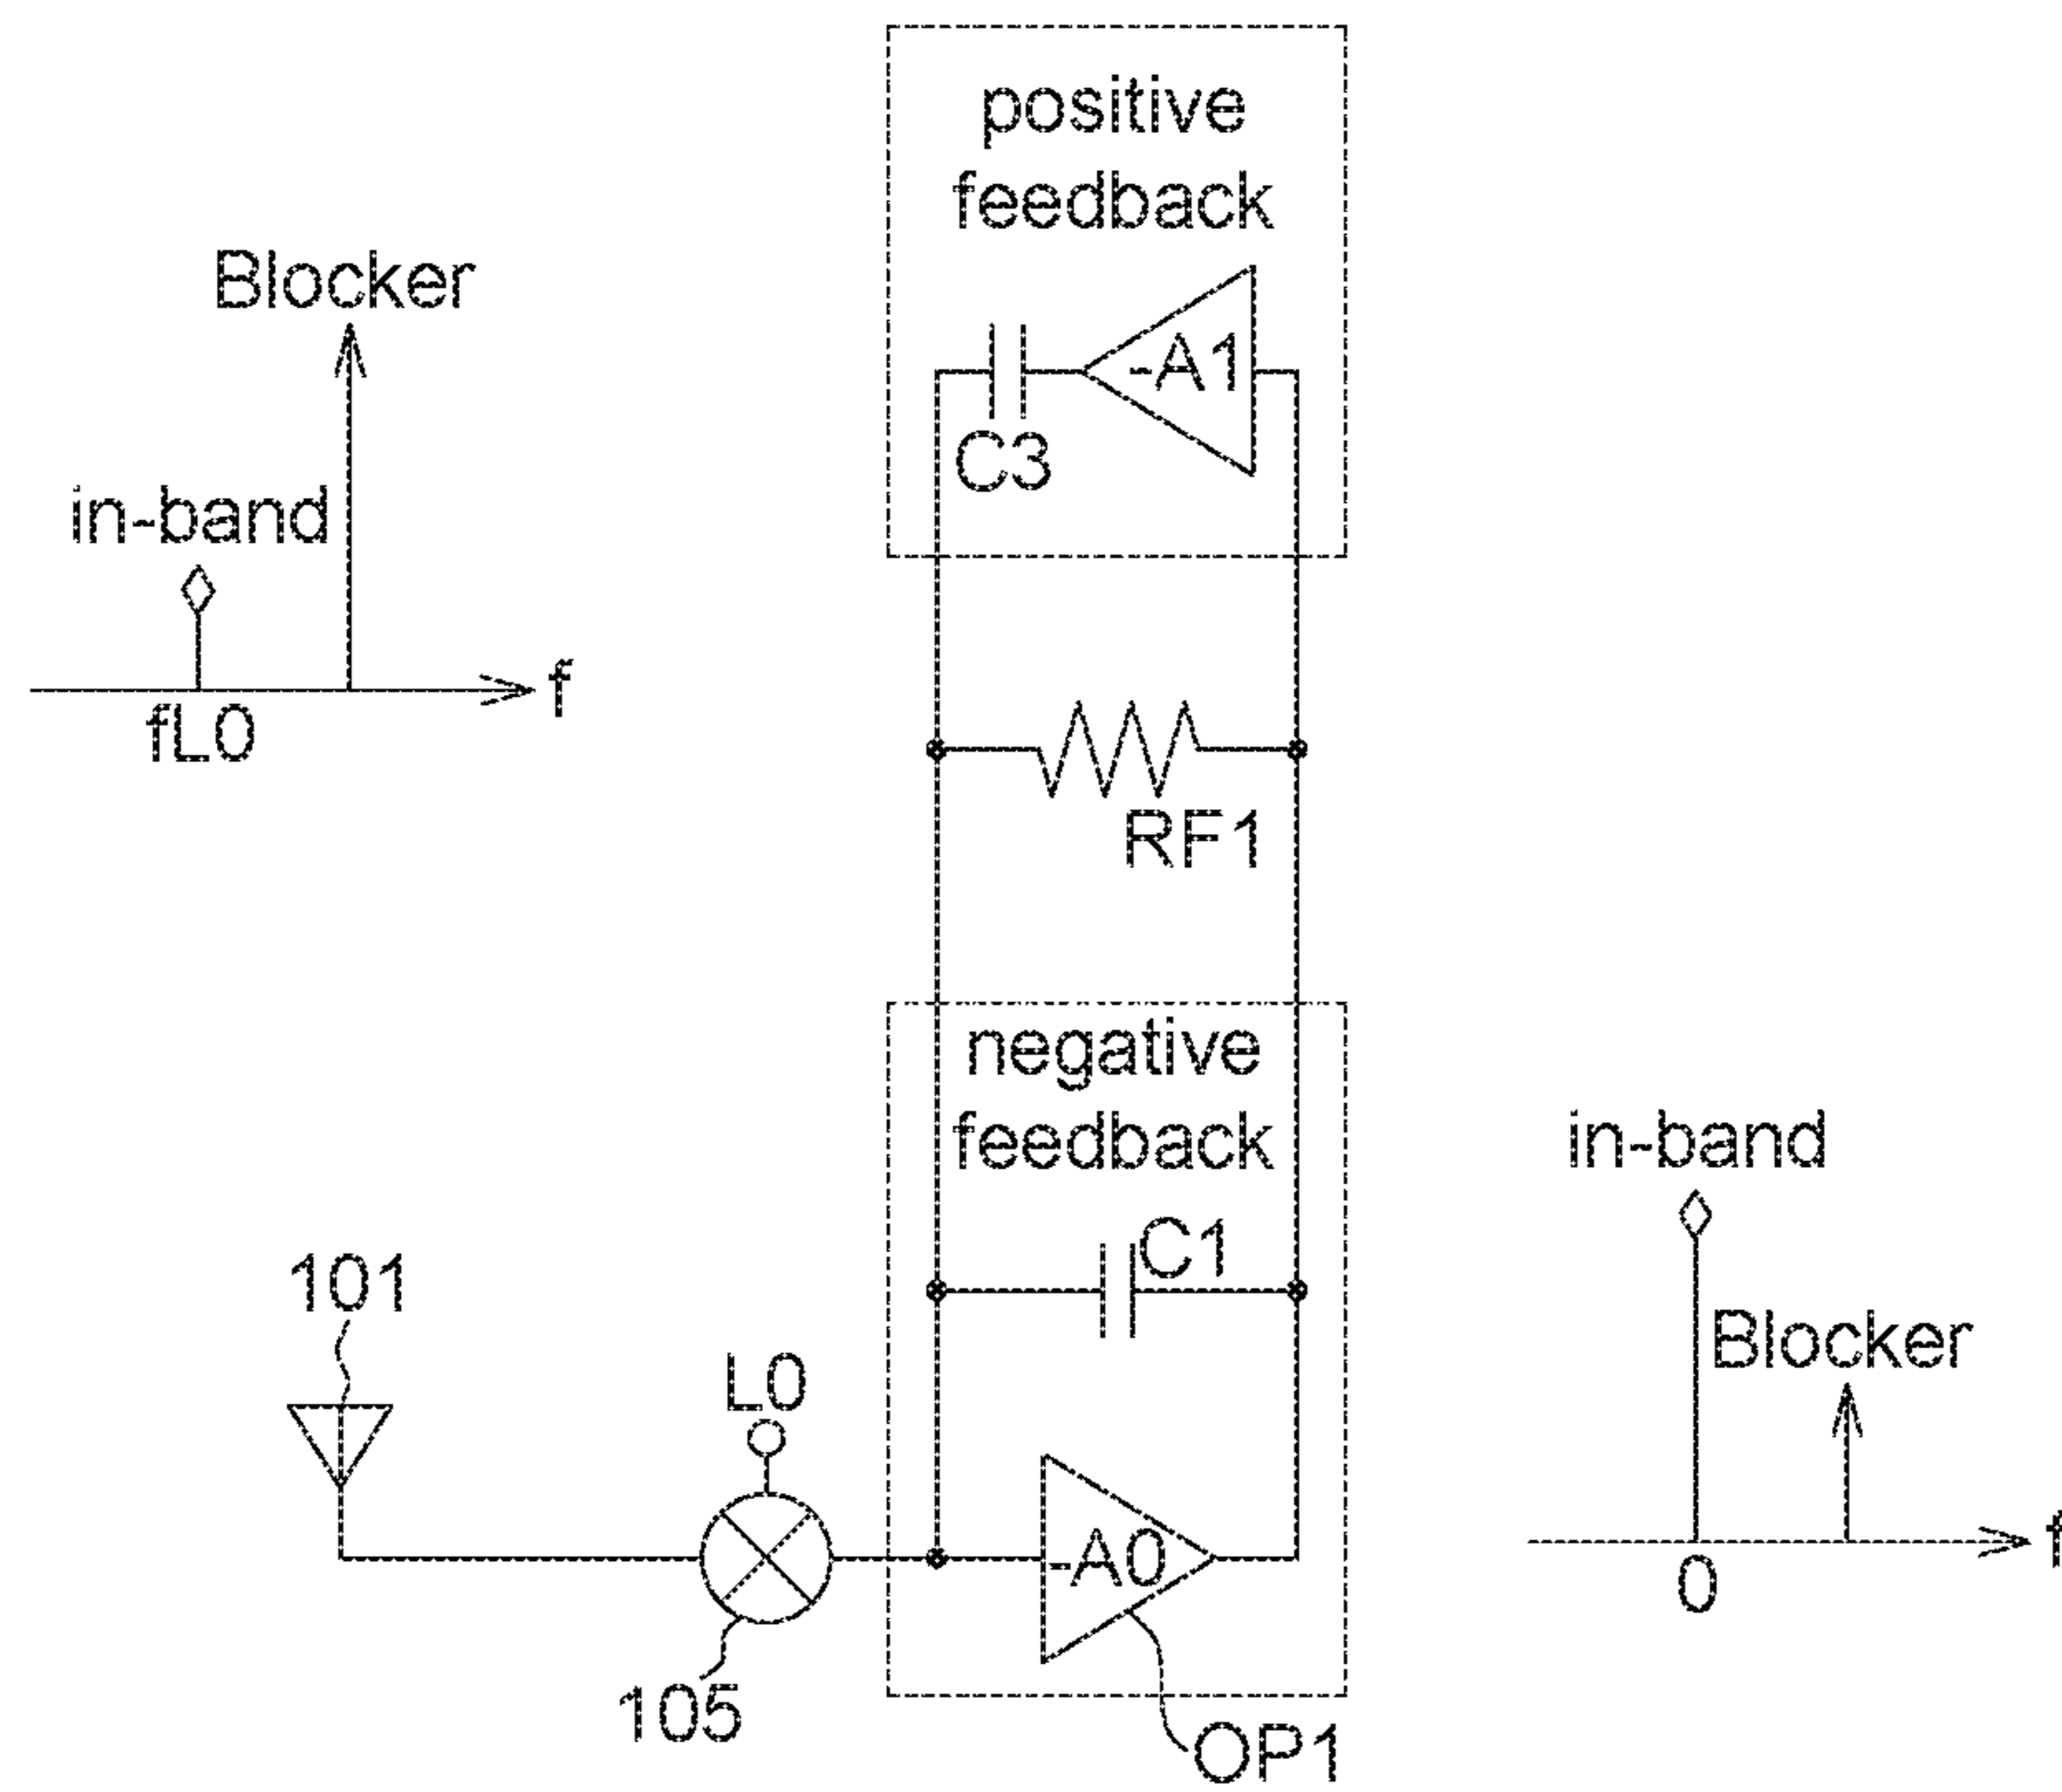 positive
feedback
-A1
C3
Blocker
in-band
fL0
f
RF1
negative
feedback
C1
101
L0
-A0
105
OP1
in-band
Blocker
0
f